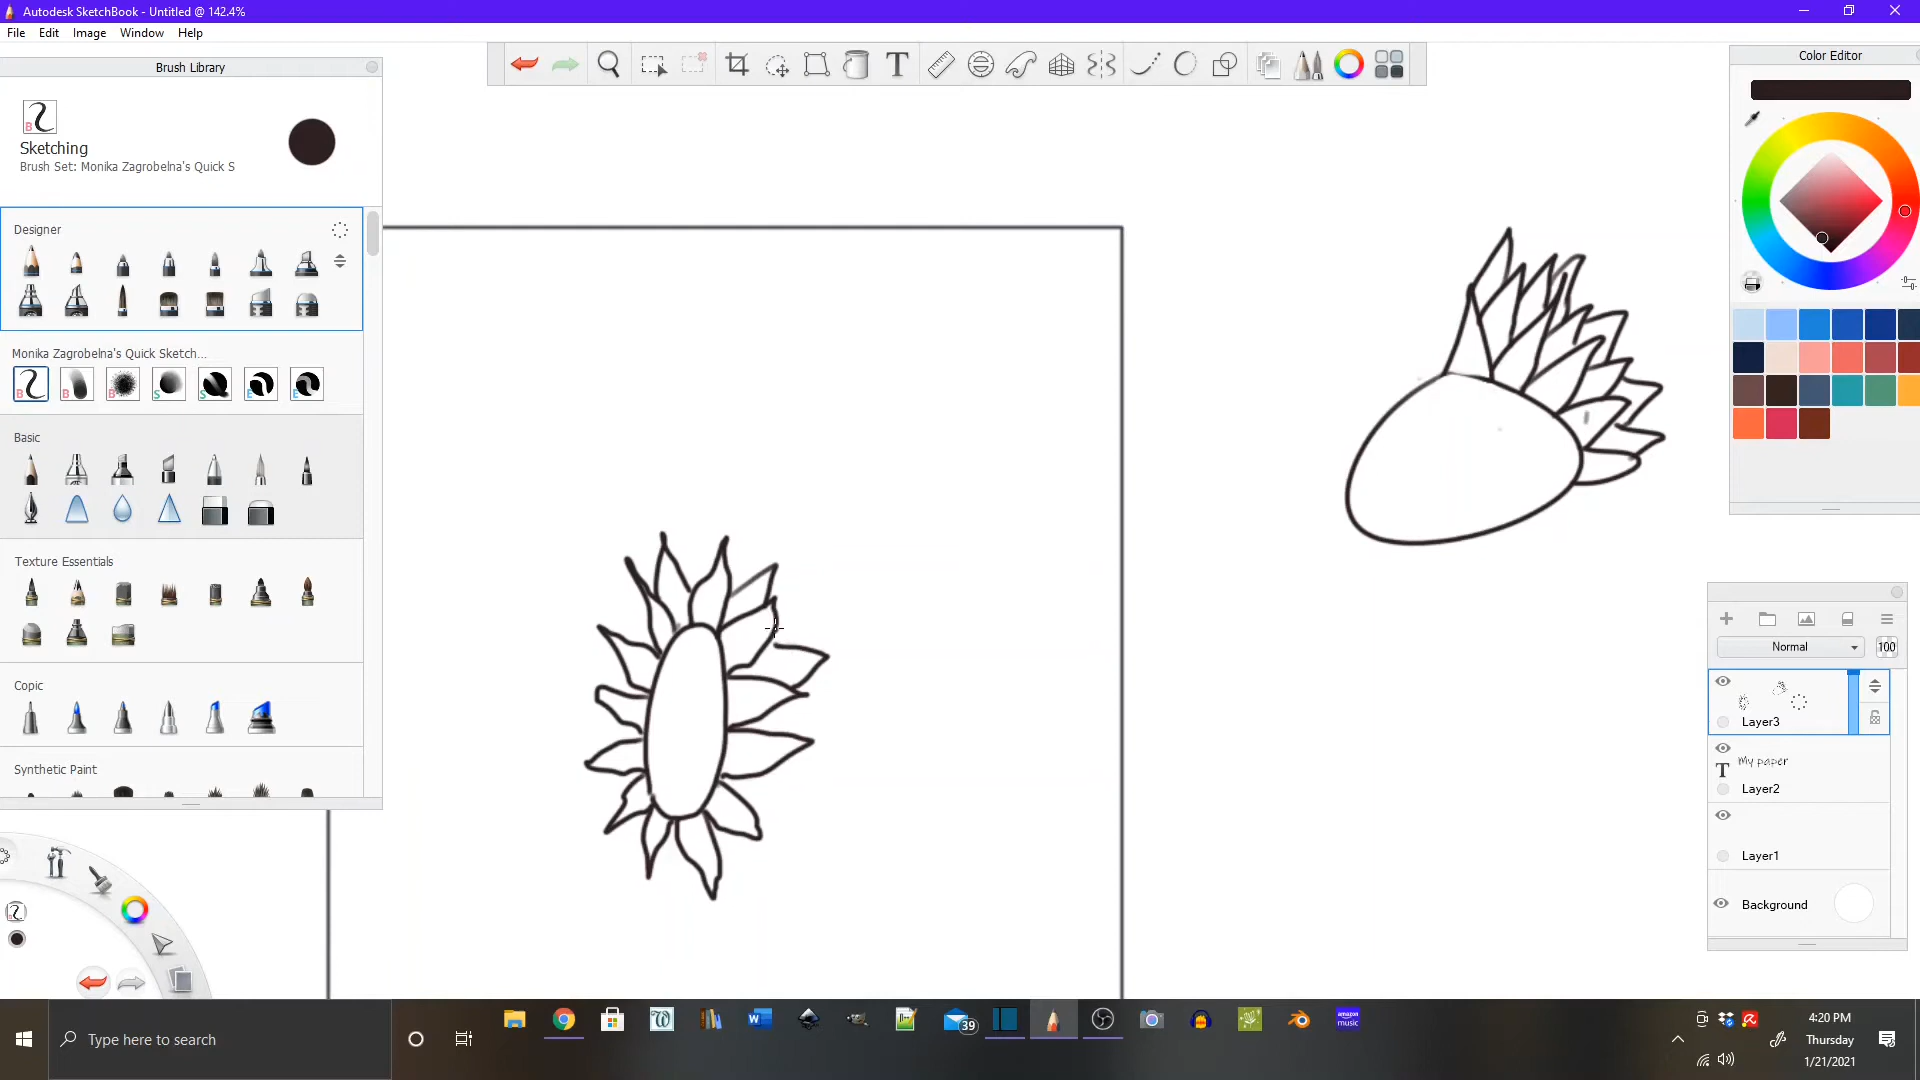 Autodesk SketchBook - Untitled @ 142.4%
File Edit Image Window Help
Brush Library
Color Editor
Sketching
Brush Set: Monika Zagrobelna's Quick S
Designer
Monika Zagrobelna's Quick Sketch...
Basic
Texture Essentials
Copic
Synthetic Paint
Normal
100
Layer3
My paper
Layer2
Layer1
Background
Type here to search
39
amazon music
4:20 PM
Thursday
1/21/2021